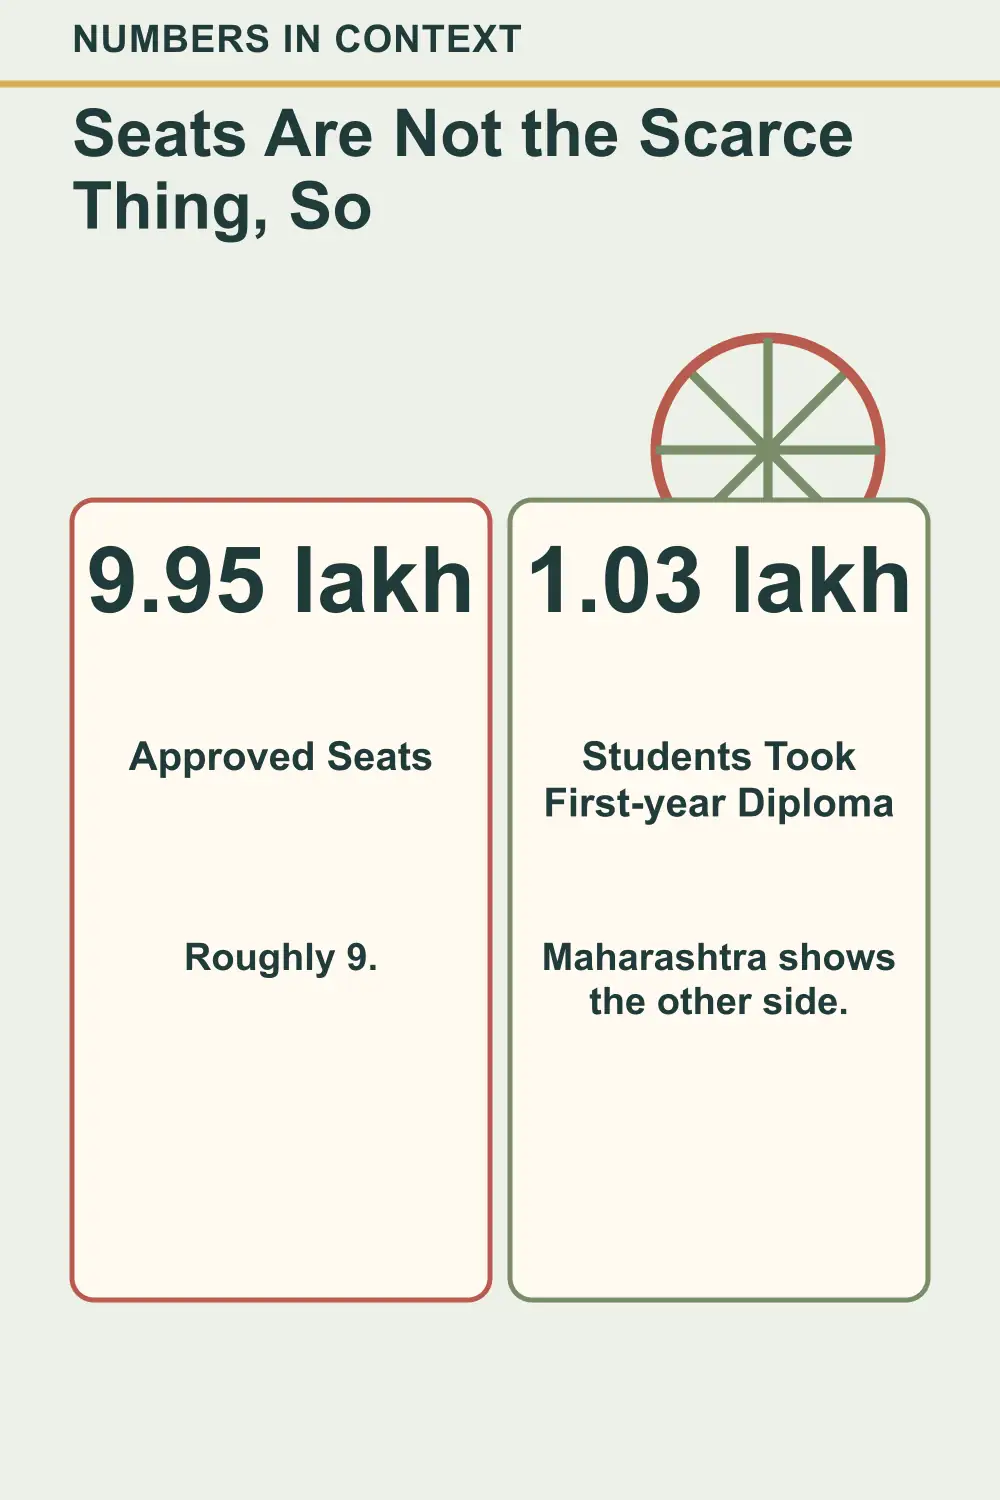 NUMBERS IN CONTEXT
Seats Are Not the Scarce
Thing, So
9.95 lakh
Approved Seats
Roughly 9.
1.03 lakh
Students Took
First-year Diploma
Maharashtra shows
the other side.